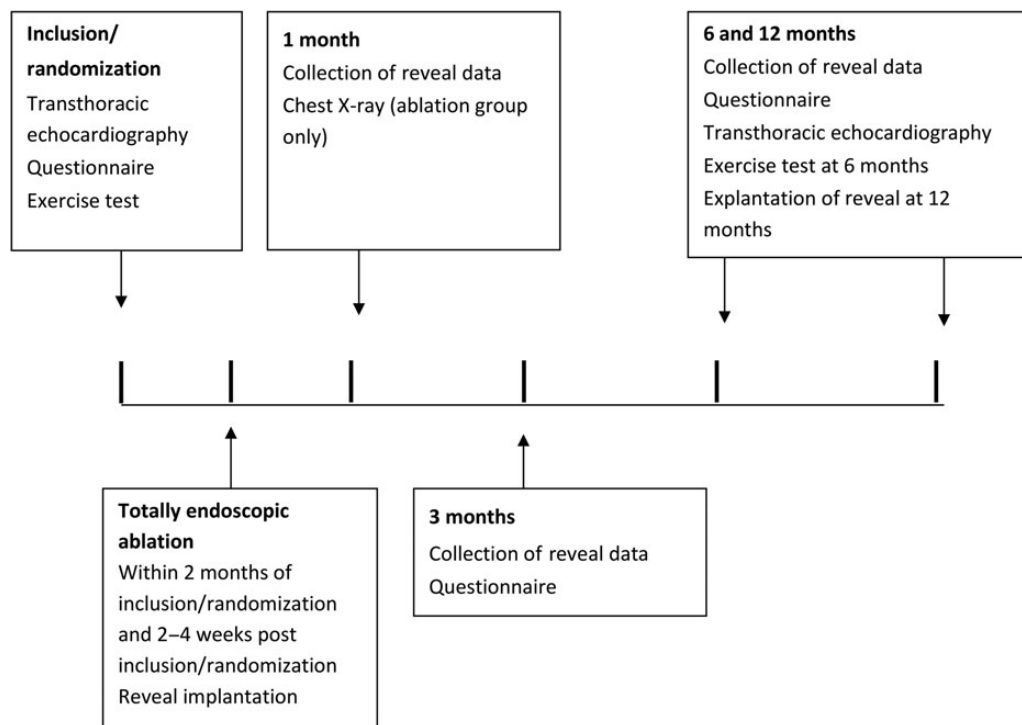 Inclusion/
randomization
Transthoracic
echocardiography
Questionnaire
Exercise test
1 month
Collection of reveal data
Chest X-ray (ablation group
only)
6 and 12 months
Collection of reveal data
Questionnaire
Transthoracic echocardiography
Exercise test at 6 months
Explantation of reveal at 12
months
Totally endoscopic
ablation
Within 2 months of
inclusion/randomization
and 2–4 weeks post
inclusion/randomization
Reveal implantation
3 months
Collection of reveal data
Questionnaire